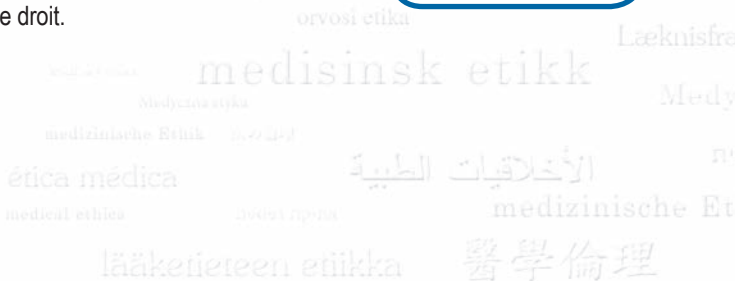 e droit.
orvosi etika
Læknisfra
medisinsk etikk
Medy
Medyczna etyka
medizinische Ethik
ética médica
الأخلاقيات الطبية
medical ethics
medizinische Et
lääketieteen etiikka
醫學倫理